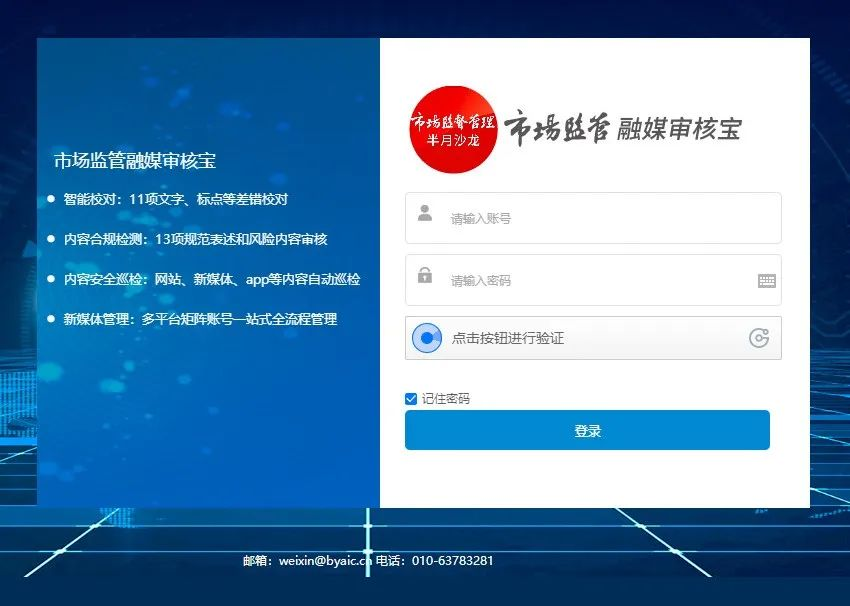 市场监管融媒审核宝
智能校对：11项文字、标点等差错校对
内容合规检测：13项规范表述和风险内容审核
内容安全巡检：网站、新媒体、app等内容自动巡检
新媒体管理：多平台矩阵账号一站式全流程管理
市场监督管理
半月沙龙
市场监管 融媒审核宝
请输入账号
请输入密码
点击按钮进行验证
记住密码
登录
邮箱：weixin@byaic.cn 电话：010-63783281